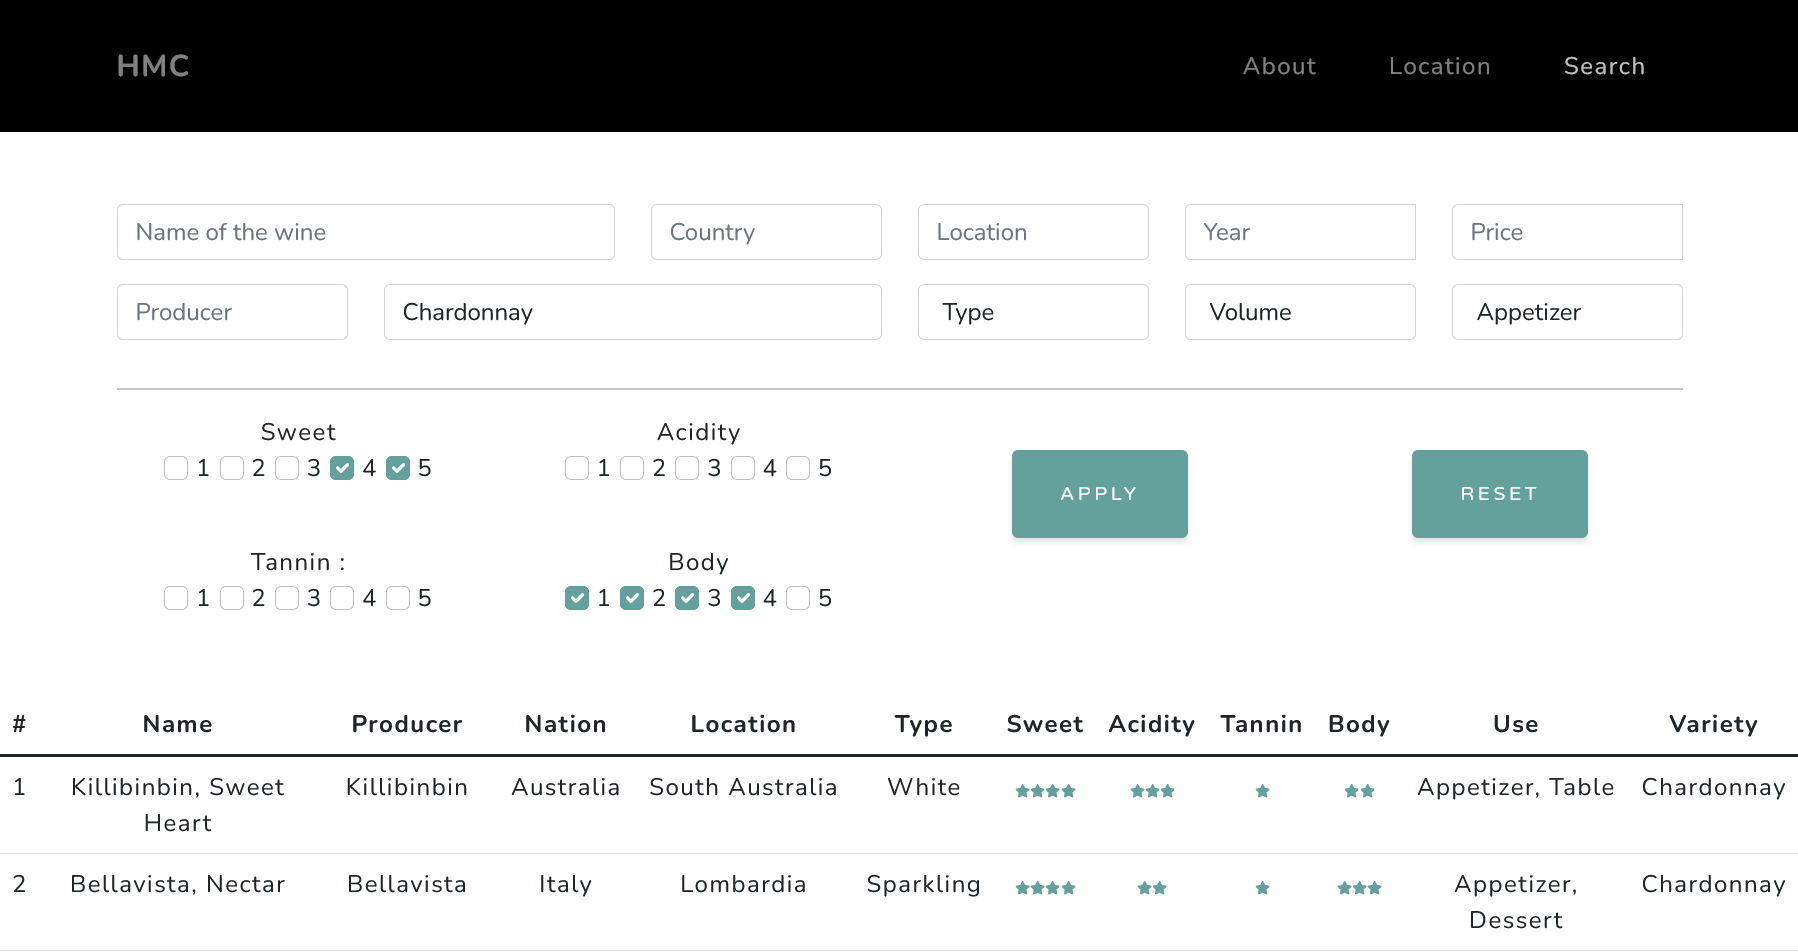 HMC About Location Search
Name of the wine Country Location Year Price
Producer Chardonnay Type Volume Appetizer
Sweet Acidity
1 2 3 4 5 1 2 3 4 5
APPLY RESET
Tannin : Body
1 2 3 4 5 1 2 3 4 5
# Name Producer Nation Location Type Sweet Acidity Tannin Body Use Variety
1 Killibinbin, Sweet Killibinbin Australia South Australia White Appetizer, Table Chardonnay
Heart
2 Bellavista, Nectar Bellavista Italy Lombardia Sparkling Appetizer, Chardonnay
Dessert